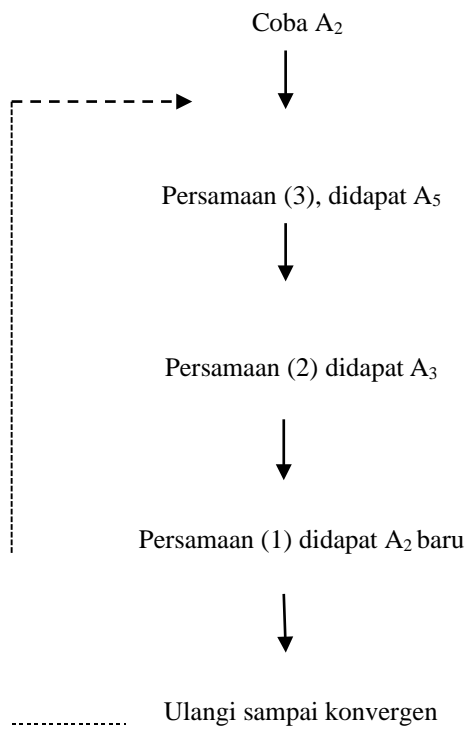 Coba A₂
Persamaan (3), didapat A₅
Persamaan (2) didapat A₃
Persamaan (1) didapat A₂ baru
Ulangi sampai konvergen